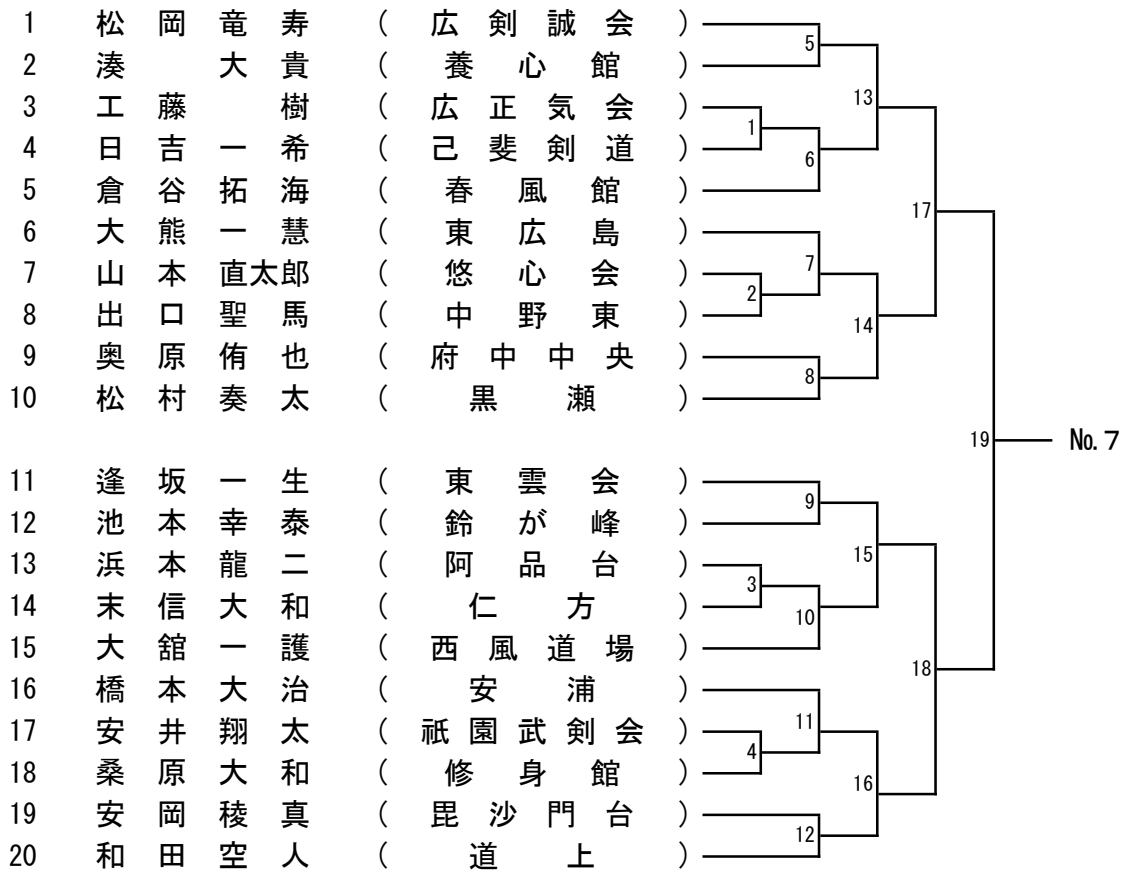 1 松岡竜寿 (広剣誠会)
2 湊 大貴 (養心館)
3 工藤 樹 (広正気会)
4 日吉一希 (己斐剣道)
5 倉谷拓海 (春風館)
6 大熊一慧 (東広島)
7 山本直太郎 (悠心会)
8 出口聖馬 (中野東)
9 奥原侑也 (府中中央)
10 松村奏太 (黒瀬)
11 逢坂一生 (東雲会)
12 池本幸泰 (鈴が峰)
13 浜本龍二 (阿品台)
14 末信大和 (仁方)
15 大舘一護 (西風道場)
16 橋本大治 (安浦)
17 安井翔太 (祇園武剣会)
18 桑原大和 (修身館)
19 安岡稜真 (毘沙門台)
20 和田空人 (道上)
1
2
3
4
5
6
7
8
9
10
11
12
13
14
15
16
17
18
19
№7